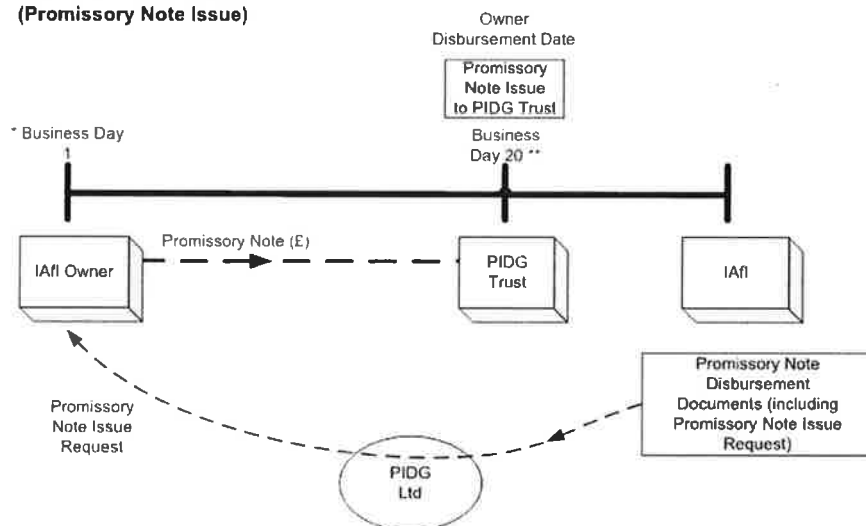 (Promissory Note Issue)
Owner
Disbursement Date
Promissory
Note Issue
to PIDG Trust
* Business Day
1
Business
Day 20 **
IAfI Owner
Promissory Note (£)
PIDG
Trust
IAfI
Promissory
Note Issue
Request
Promissory Note
Disbursement
Documents (including
Promissory Note Issue
Request)
PIDG
Ltd